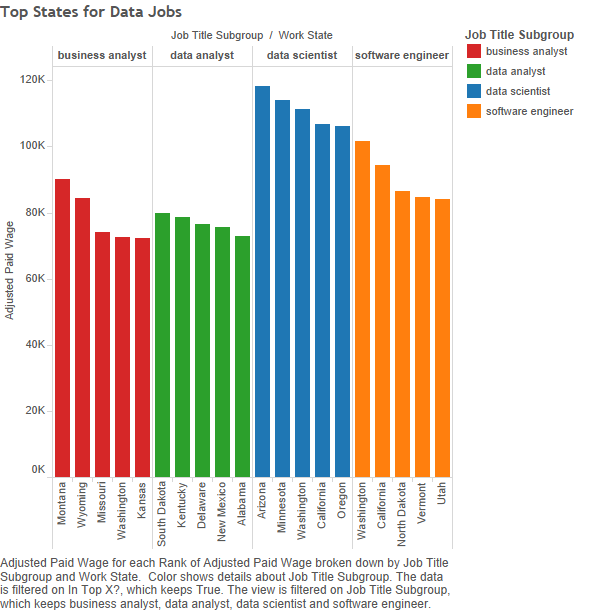 Top States for Data Jobs
Job Title Subgroup / Work State
business analyst data analyst data scientist software engineer
Job Title Subgroup
business analyst
data analyst
data scientist
software engineer
120K
100K
80K
60K
40K
20K
0K
Adjusted Paid Wage
Montana
Wyoming
Missouri
Washington
Kansas
South Dakota
Kentucky
Delaware
New Mexico
Alabama
Arizona
Minnesota
Washington
California
Oregon
Washington
California
North Dakota
Vermont
Utah
Adjusted Paid Wage for each Rank of Adjusted Paid Wage broken down by Job Title
Subgroup and Work State.  Color shows details about Job Title Subgroup. The data
is filtered on In Top X?, which keeps True. The view is filtered on Job Title Subgroup,
which keeps business analyst, data analyst, data scientist and software engineer.